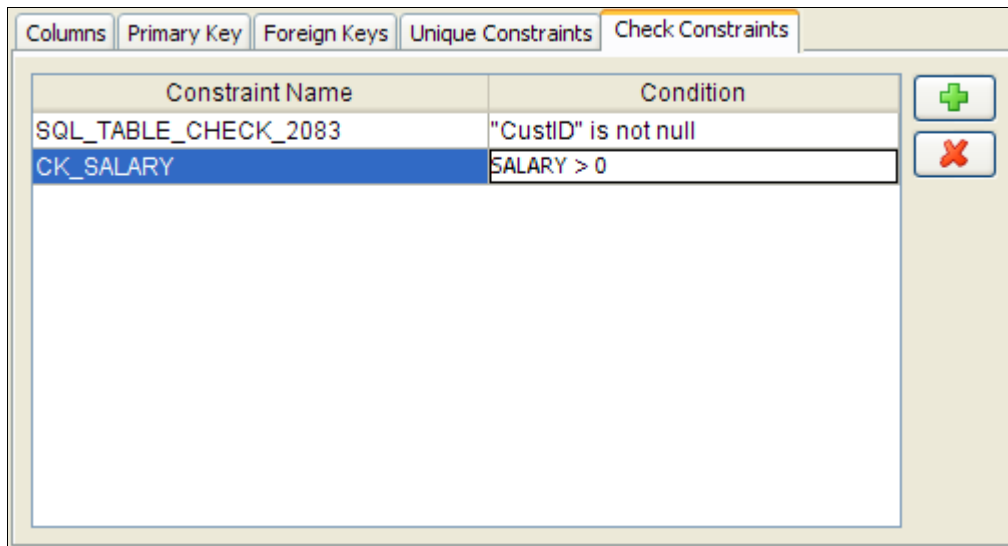 Columns Primary Key Foreign Keys Unique Constraints Check Constraints
Constraint Name Condition
SQL_TABLE_CHECK_2083 "CustID" is not null
CK_SALARY SALARY > 0